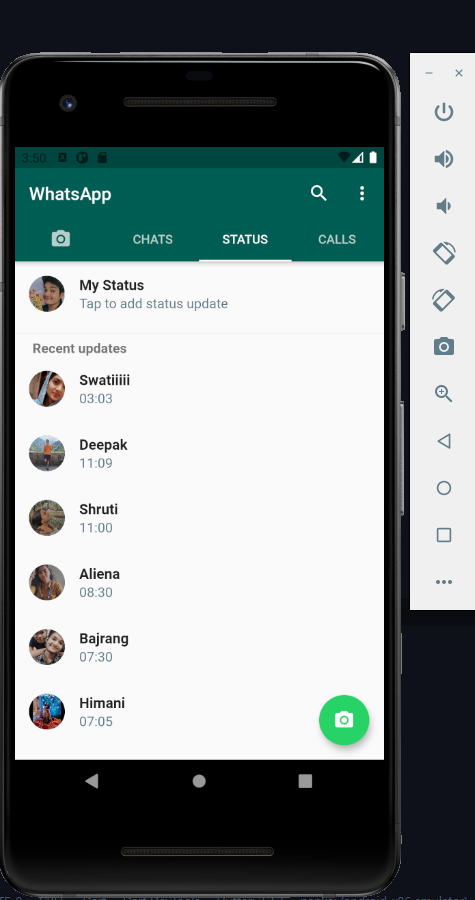 3:50
WhatsApp
CHATS STATUS CALLS
My Status
Tap to add status update
Recent updates
Swatiiiii
03:03
Deepak
11:09
Shruti
11:00
Aliena
08:30
Bajrang
07:30
Himani
07:05